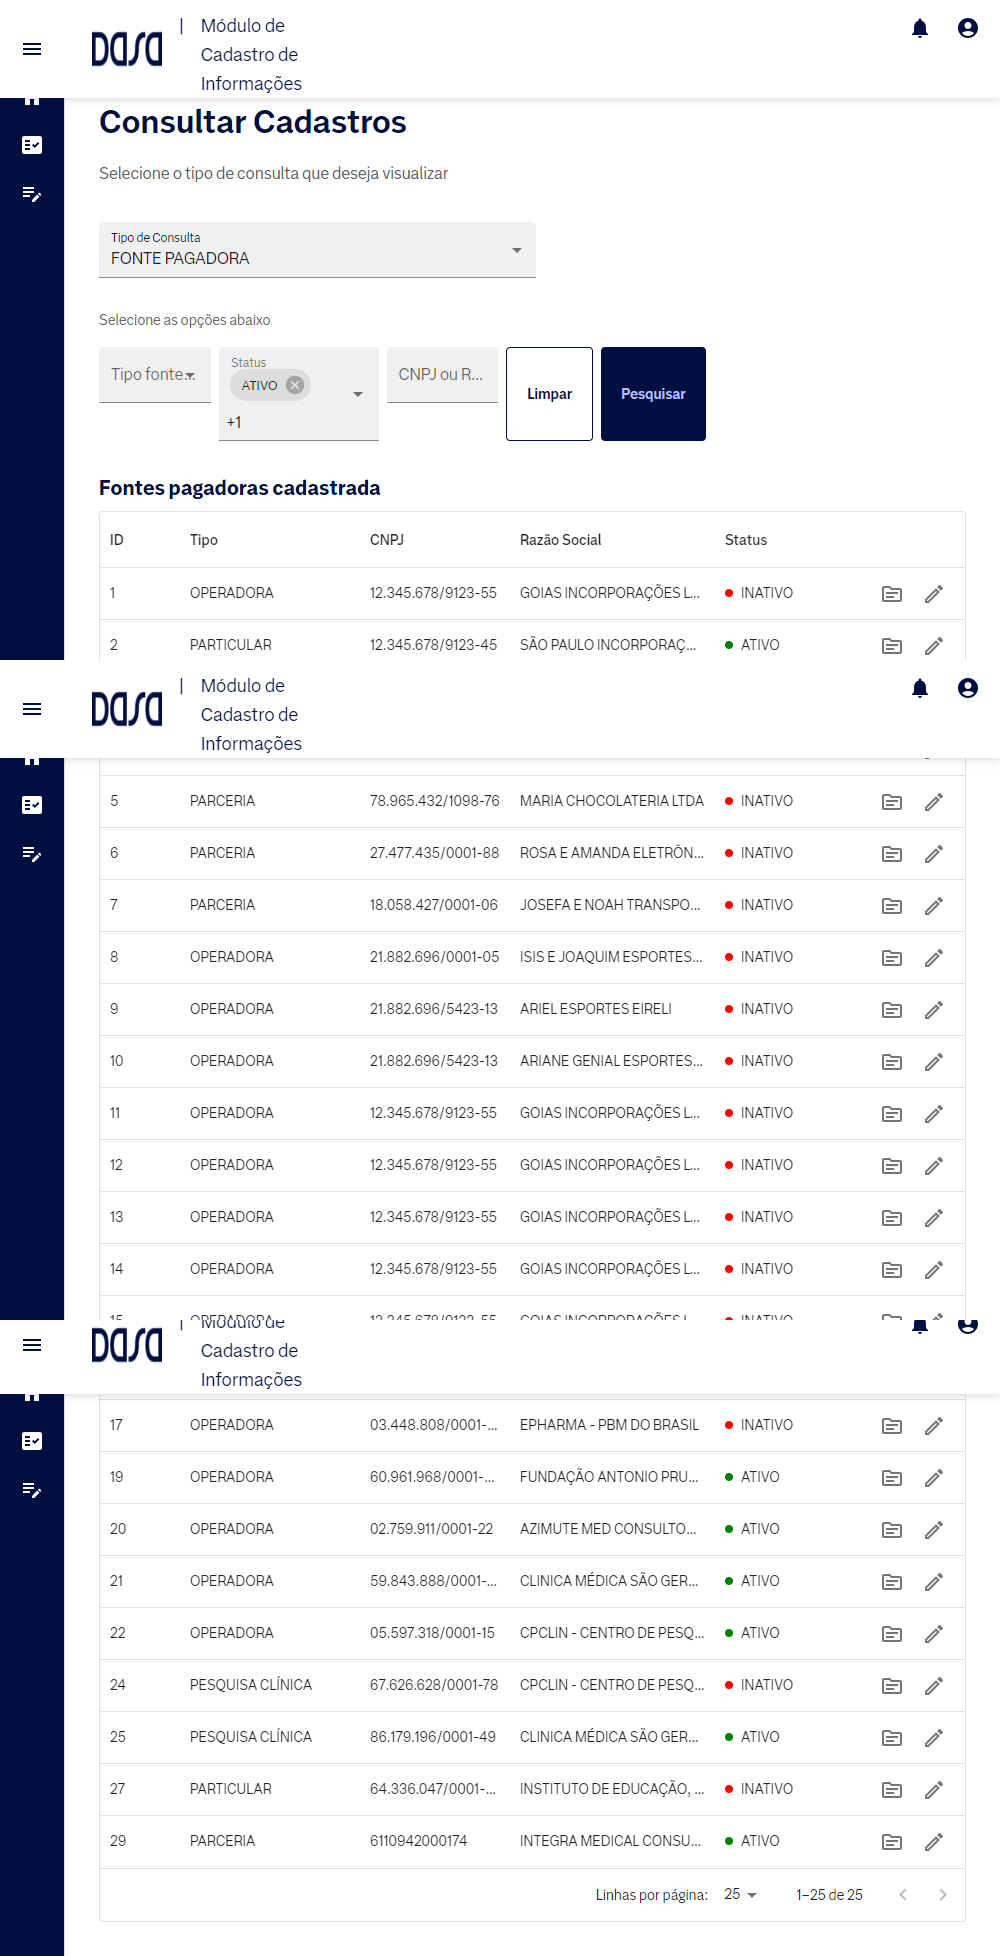 Dasa | Módulo de
Cadastro de
Informações
Consultar Cadastros
Selecione o tipo de consulta que deseja visualizar
Tipo de Consulta
FONTE PAGADORA
Selecione as opções abaixo
Tipo fonte...
Status
ATIVO
+1
CNPJ ou R...
Limpar
Pesquisar
Fontes pagadoras cadastrada
ID Tipo CNPJ Razão Social Status
1 OPERADORA 12.345.678/9123-55 GOIAS INCORPORAÇÕES L... INATIVO
2 PARTICULAR 12.345.678/9123-45 SÃO PAULO INCORPORAÇ... ATIVO
Dasa | Módulo de
Cadastro de
Informações
5 PARCERIA 78.965.432/1098-76 MARIA CHOCOLATERIA LTDA INATIVO
6 PARCERIA 27.477.435/0001-88 ROSA E AMANDA ELETRÔN... INATIVO
7 PARCERIA 18.058.427/0001-06 JOSEFA E NOAH TRANSPO... INATIVO
8 OPERADORA 21.882.696/0001-05 ISIS E JOAQUIM ESPORTES... INATIVO
9 OPERADORA 21.882.696/5423-13 ARIEL ESPORTES EIRELI INATIVO
10 OPERADORA 21.882.696/5423-13 ARIANE GENIAL ESPORTES... INATIVO
11 OPERADORA 12.345.678/9123-55 GOIAS INCORPORAÇÕES L... INATIVO
12 OPERADORA 12.345.678/9123-55 GOIAS INCORPORAÇÕES L... INATIVO
13 OPERADORA 12.345.678/9123-55 GOIAS INCORPORAÇÕES L... INATIVO
14 OPERADORA 12.345.678/9123-55 GOIAS INCORPORAÇÕES L... INATIVO
15 OPERADORA 12.345.678/9123-55 GOIAS INCORPORAÇÕES L... INATIVO
Dasa | Módulo de
Cadastro de
Informações
17 OPERADORA 03.448.808/0001-... EPHARMA - PBM DO BRASIL INATIVO
19 OPERADORA 60.961.968/0001-... FUNDAÇÃO ANTONIO PRU... ATIVO
20 OPERADORA 02.759.911/0001-22 AZIMUTE MED CONSULTO... ATIVO
21 OPERADORA 59.843.888/0001-... CLINICA MÉDICA SÃO GER... ATIVO
22 OPERADORA 05.597.318/0001-15 CPCLIN - CENTRO DE PESQ... ATIVO
24 PESQUISA CLÍNICA 67.626.628/0001-78 CPCLIN - CENTRO DE PESQ... INATIVO
25 PESQUISA CLÍNICA 86.179.196/0001-49 CLINICA MÉDICA SÃO GER... ATIVO
27 PARTICULAR 64.336.047/0001-... INSTITUTO DE EDUCAÇÃO, ... INATIVO
29 PARCERIA 6110942000174 INTEGRA MEDICAL CONSU... ATIVO
Linhas por página: 25 1–25 de 25